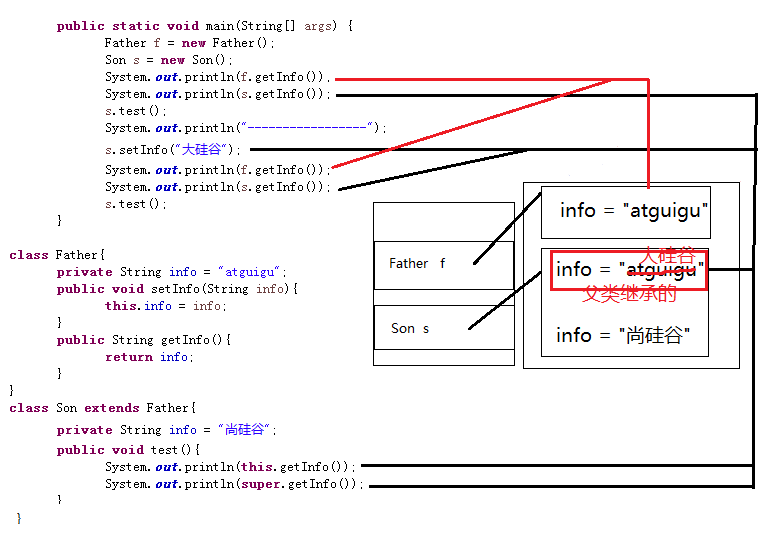 public static void main(String[] args) {
Father f = new Father();
Son s = new Son();
System.out.println(f.getInfo());
System.out.println(s.getInfo());
s.test();
System.out.println("-----------------");
s.setInfo("大硅谷");
System.out.println(f.getInfo());
System.out.println(s.getInfo());
s.test();
}
class Father{
private String info = "atguigu";
public void setInfo(String info){
this.info = info;
}
public String getInfo(){
return info;
}
}
class Son extends Father{
private String info = "尚硅谷";
public void test(){
System.out.println(this.getInfo());
System.out.println(super.getInfo());
}
}
Father f
Son s
info = "atguigu"
大硅谷
info = "atguigu"
父类继承的
info = "尚硅谷"